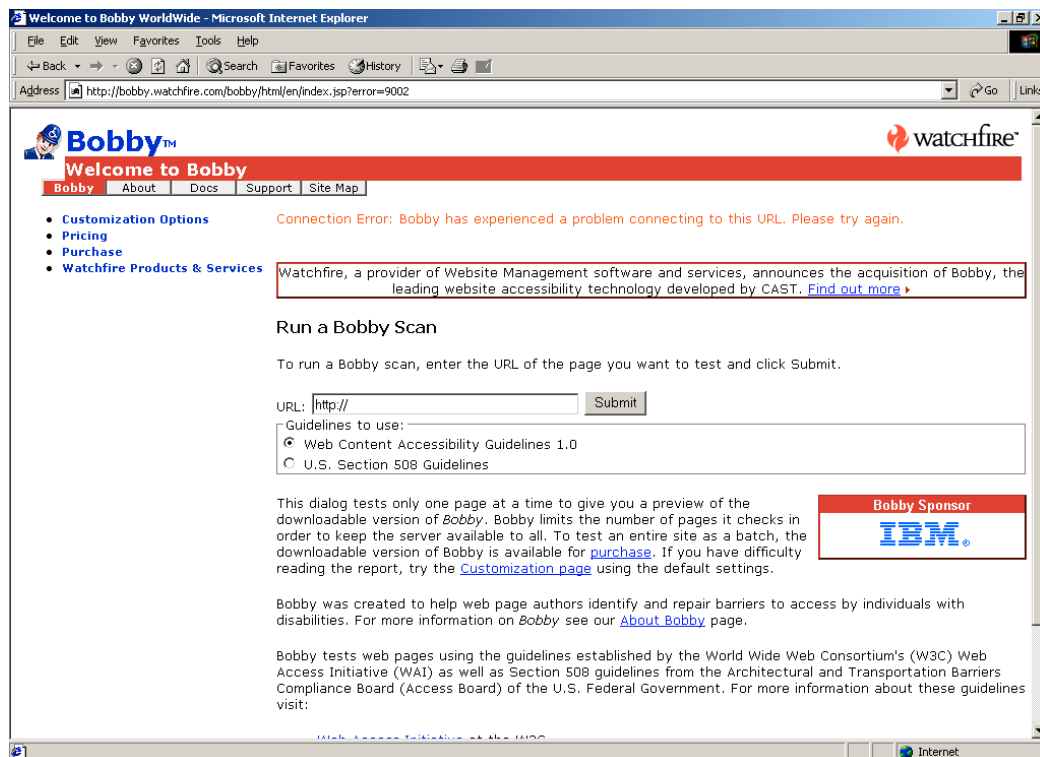 Welcome to Bobby WorldWide - Microsoft Internet Explorer
File Edit View Favorites Tools Help
Back Search Favorites History
Address http://bobby.watchfire.com/bobby/html/en/index.jsp?error=9002 Go Links
Bobby™ watchfire
Welcome to Bobby
Bobby About Docs Support Site Map
Customization Options
Pricing
Purchase
Watchfire Products & Services
Connection Error: Bobby has experienced a problem connecting to this URL. Please try again.
Watchfire, a provider of Website Management software and services, announces the acquisition of Bobby, the
leading website accessibility technology developed by CAST. Find out more
Run a Bobby Scan
To run a Bobby scan, enter the URL of the page you want to test and click Submit.
URL: http:// Submit
Guidelines to use:
Web Content Accessibility Guidelines 1.0
U.S. Section 508 Guidelines
This dialog tests only one page at a time to give you a preview of the
downloadable version of Bobby. Bobby limits the number of pages it checks in
order to keep the server available to all. To test an entire site as a batch, the
downloadable version of Bobby is available for purchase. If you have difficulty
reading the report, try the Customization page using the default settings.
Bobby Sponsor
IBM®
Bobby was created to help web page authors identify and repair barriers to access by individuals with
disabilities. For more information on Bobby see our About Bobby page.
Bobby tests web pages using the guidelines established by the World Wide Web Consortium's (W3C) Web
Access Initiative (WAI) as well as Section 508 guidelines from the Architectural and Transportation Barriers
Compliance Board (Access Board) of the U.S. Federal Government. For more information about these guidelines
visit:
Web Access Initiative at the W3C
Internet